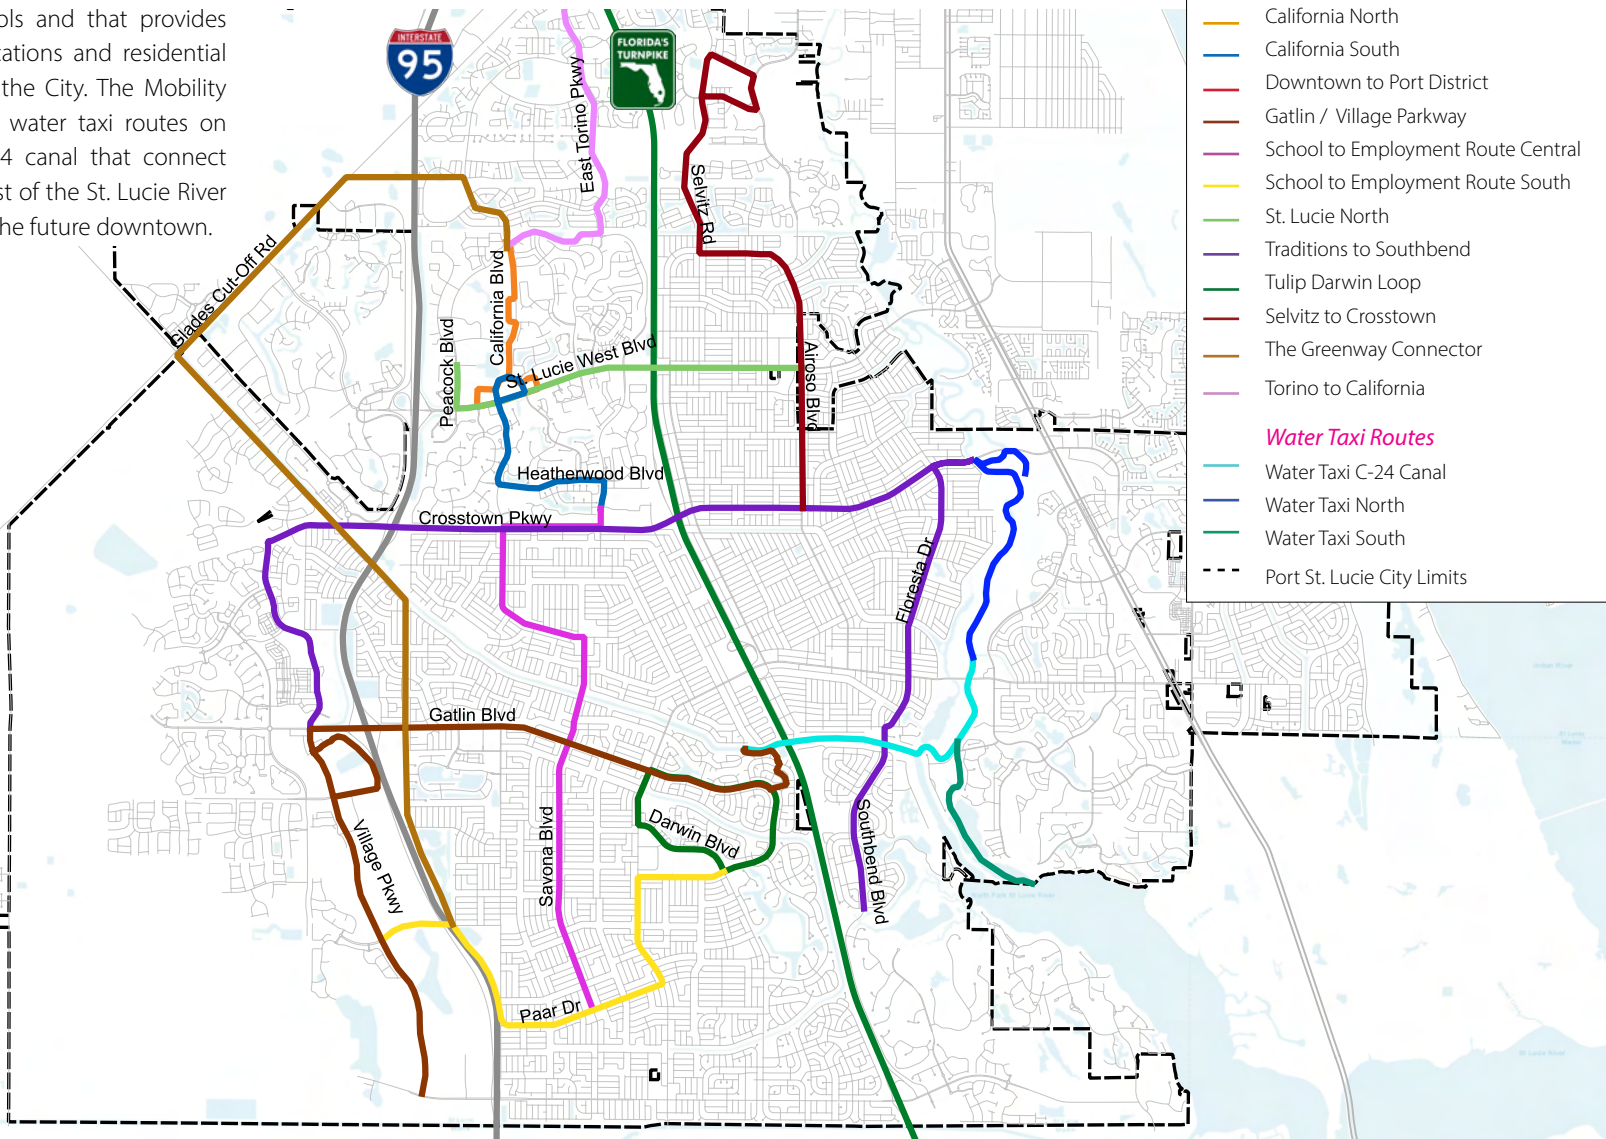 ols and that provides
cations and residential
the City. The Mobility
water taxi routes on
4 canal that connect
st of the St. Lucie River
he future downtown.
INTERSTATE
95
FLORIDA'S
TURNPIKE
East Torino Pkwy
Selvitz Rd
Glades Cut-Off Rd
California Blvd
Peacock Blvd
St. Lucie West Blvd
Airoso Blvd
Heatherwood Blvd
Crosstown Pkwy
Floresta Dr
Gatlin Blvd
Darwin Blvd
Savona Blvd
Village Pkwy
Southbend Blvd
Paar Dr
California North
California South
Downtown to Port District
Gatlin / Village Parkway
School to Employment Route Central
School to Employment Route South
St. Lucie North
Traditions to Southbend
Tulip Darwin Loop
Selvitz to Crosstown
The Greenway Connector
Torino to California
Water Taxi Routes
Water Taxi C-24 Canal
Water Taxi North
Water Taxi South
Port St. Lucie City Limits